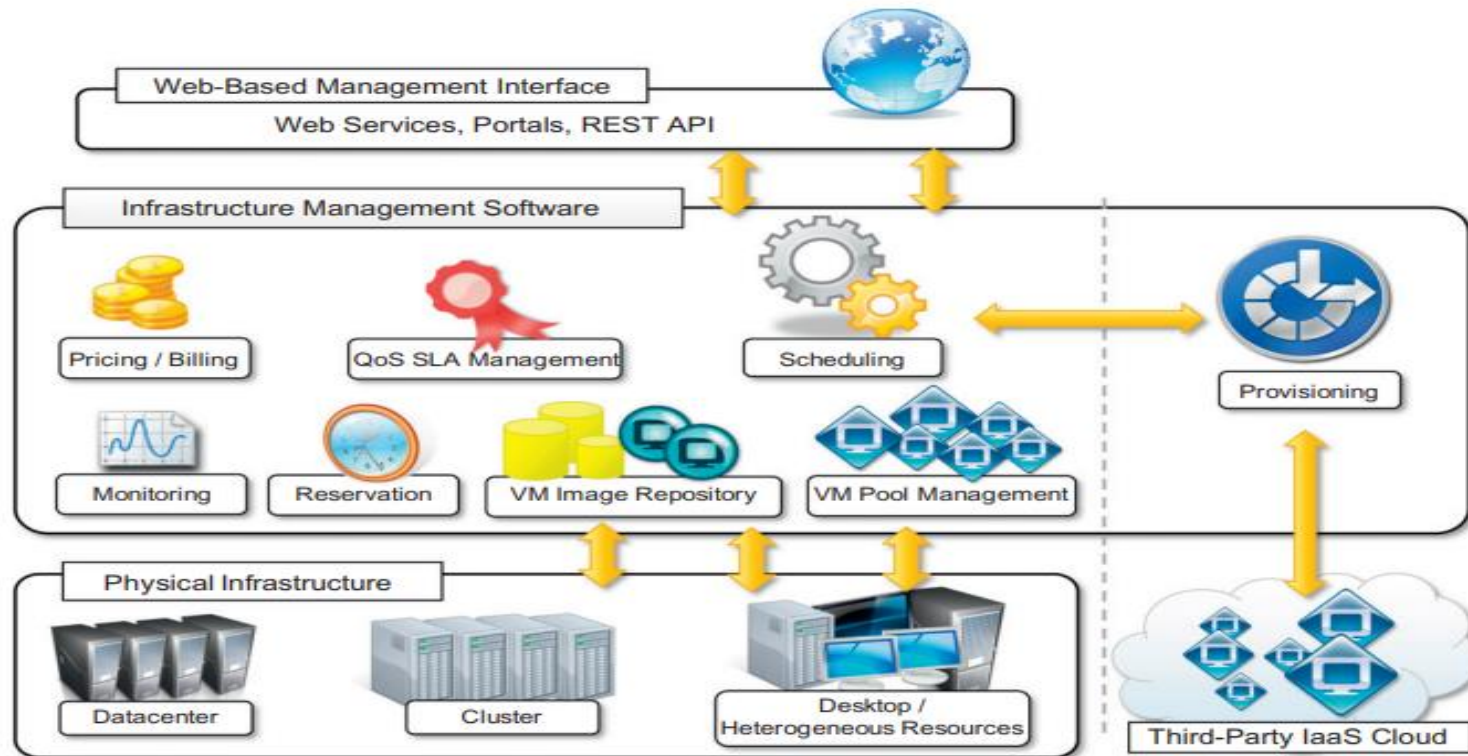 Web-Based Management Interface
Web Services, Portals, REST API
Infrastructure Management Software
Pricing / Billing
QoS SLA Management
Scheduling
Provisioning
Monitoring
Reservation
VM Image Repository
VM Pool Management
Physical Infrastructure
Datacenter
Cluster
Desktop /
Heterogeneous Resources
Third-Party IaaS Cloud